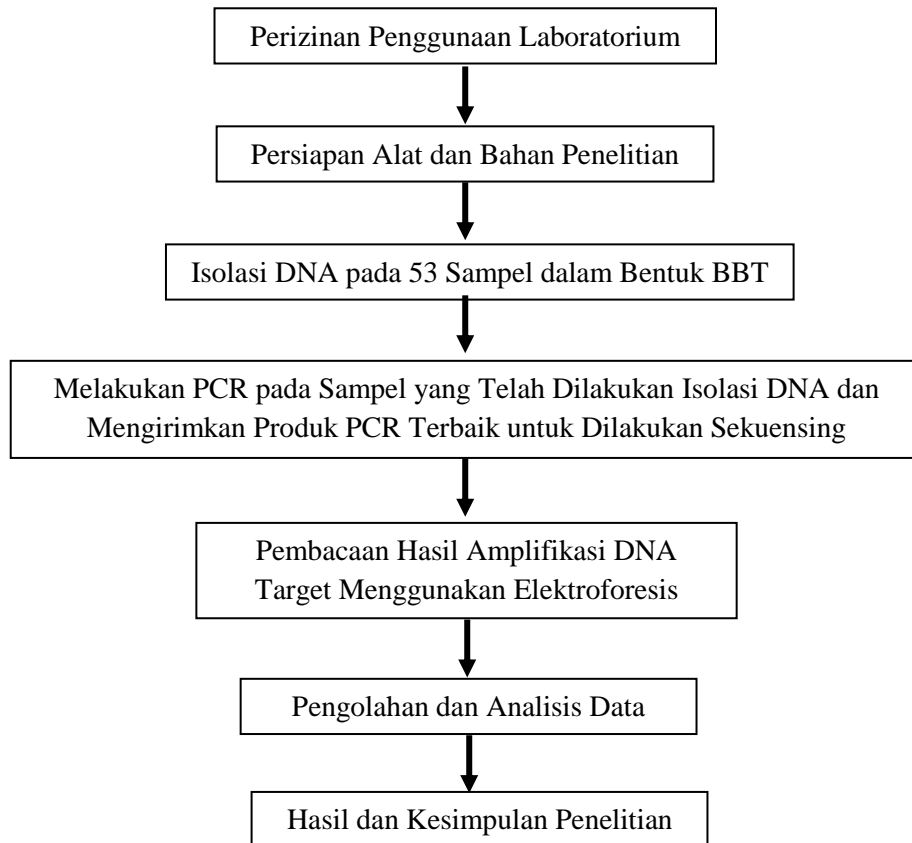 Perizinan Penggunaan Laboratorium
Persiapan Alat dan Bahan Penelitian
Isolasi DNA pada 53 Sampel dalam Bentuk BBT
Melakukan PCR pada Sampel yang Telah Dilakukan Isolasi DNA dan
Mengirimkan Produk PCR Terbaik untuk Dilakukan Sekuensing
Pembacaan Hasil Amplifikasi DNA
Target Menggunakan Elektroforesis
Pengolahan dan Analisis Data
Hasil dan Kesimpulan Penelitian